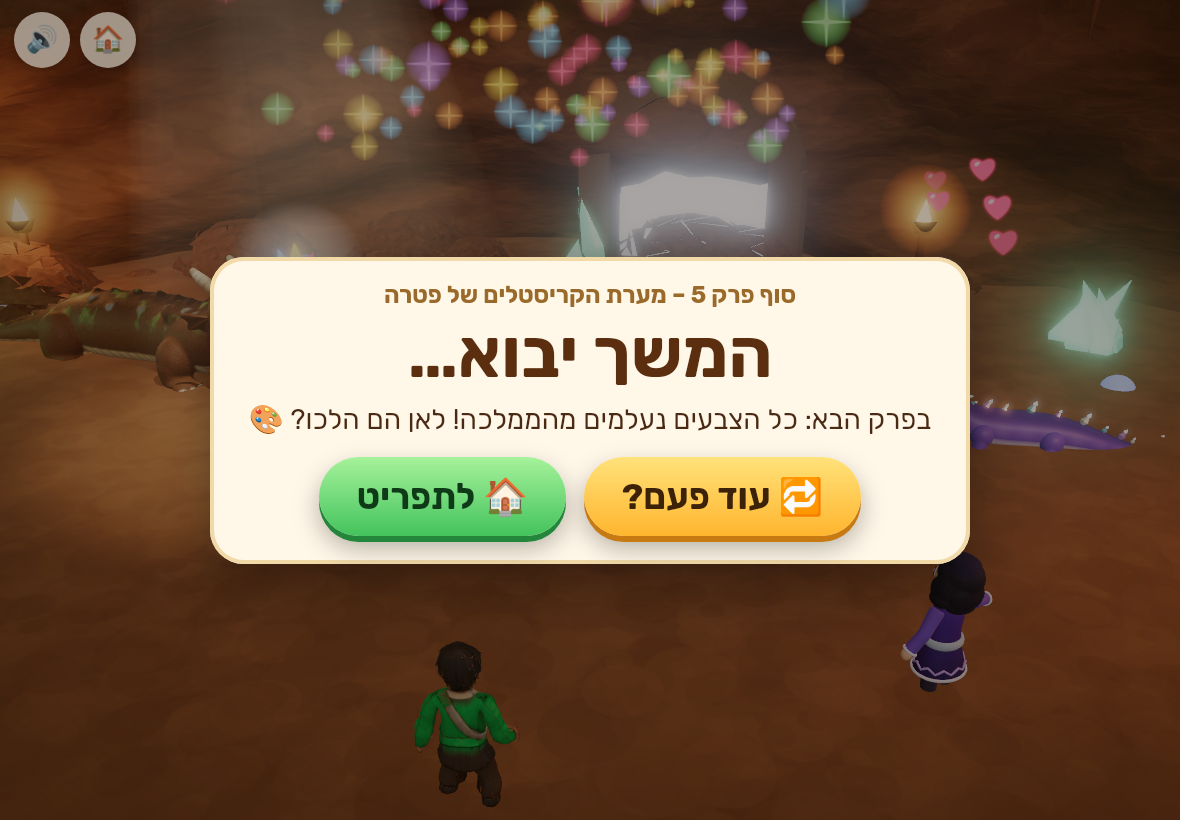 סוף פרק 5 – מערת הקריסטלים של פטרה
המשך יבוא...
בפרק הבא: כל הצבעים נעלמים מהממלכה! לאן הם הלכו? 🎨
🔁 עוד פעם?
🏠 לתפריט